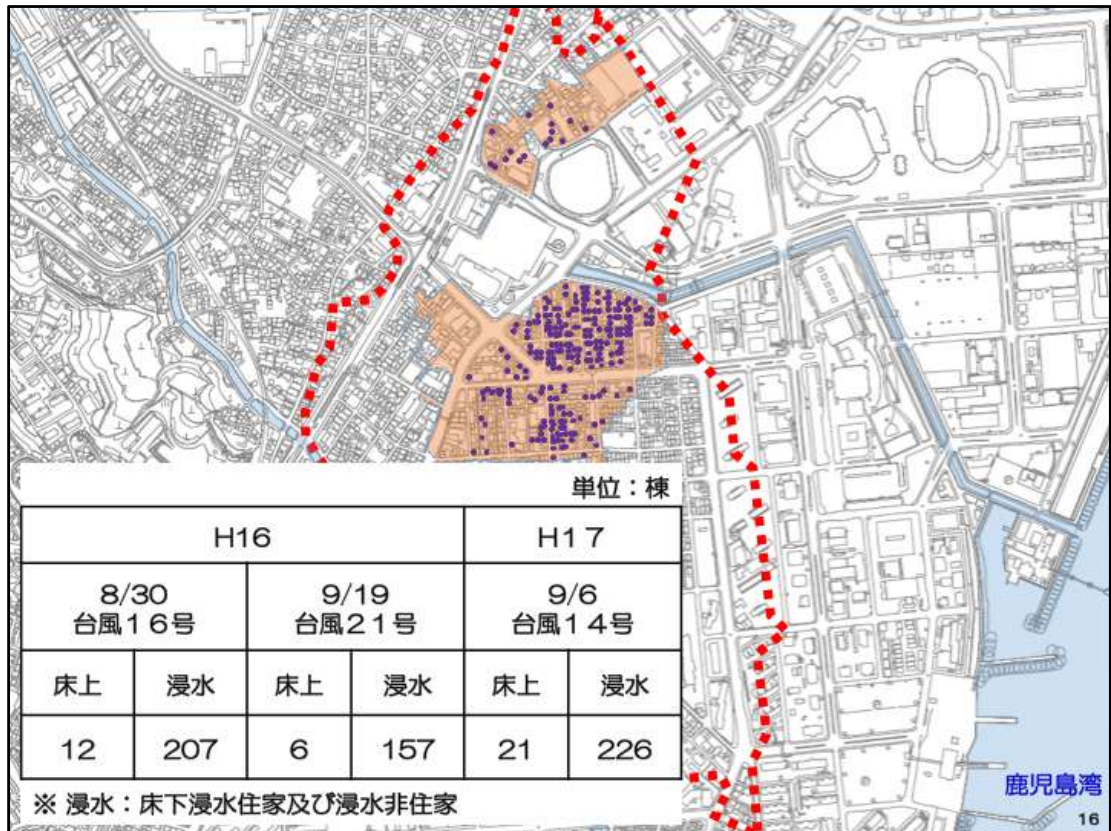 単位：棟
H16 H17
8/30 9/19 9/6
台風16号 台風21号 台風14号
床上 浸水 床上 浸水 床上 浸水
12 207 6 157 21 226
※ 浸水：床下浸水住家及び浸水非住家
鹿児島湾
16